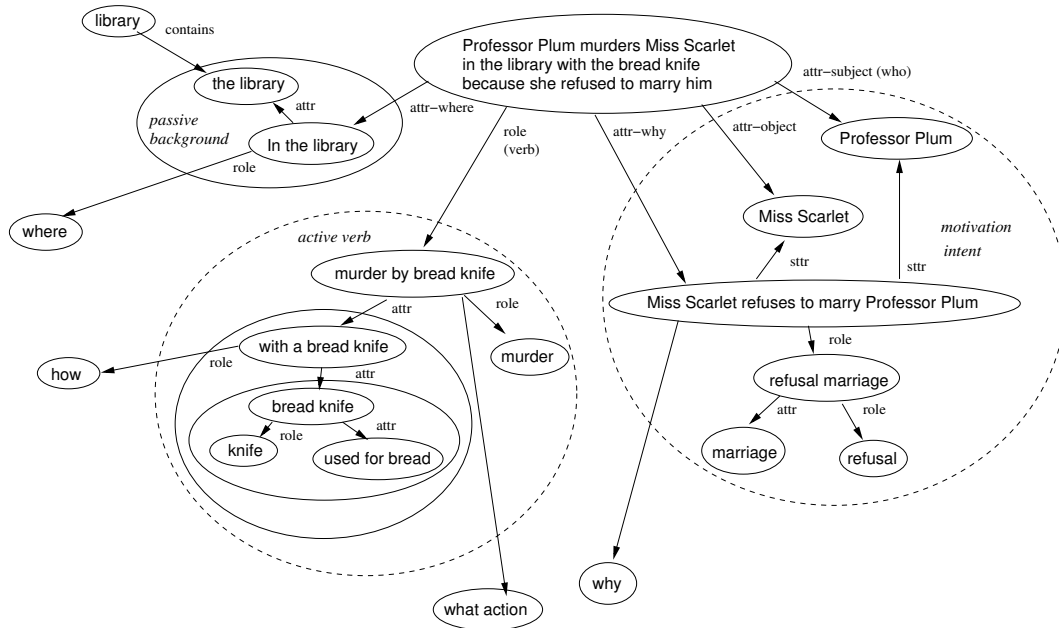 library
contains
Professor Plum murders Miss Scarlet
in the library with the bread knife
because she refused to marry him
attr−subject (who)
the library
attr
attr−where
passive
background
In the library
role
role
(verb)
attr−why
attr−object
Professor Plum
where
Miss Scarlet
motivation
intent
active verb
sttr
sttr
murder by bread knife
Miss Scarlet refuses to marry Professor Plum
attr
role
role
with a bread knife
murder
how
role
attr
refusal marriage
bread knife
attr
role
role
attr
knife
used for bread
marriage
refusal
why
what action